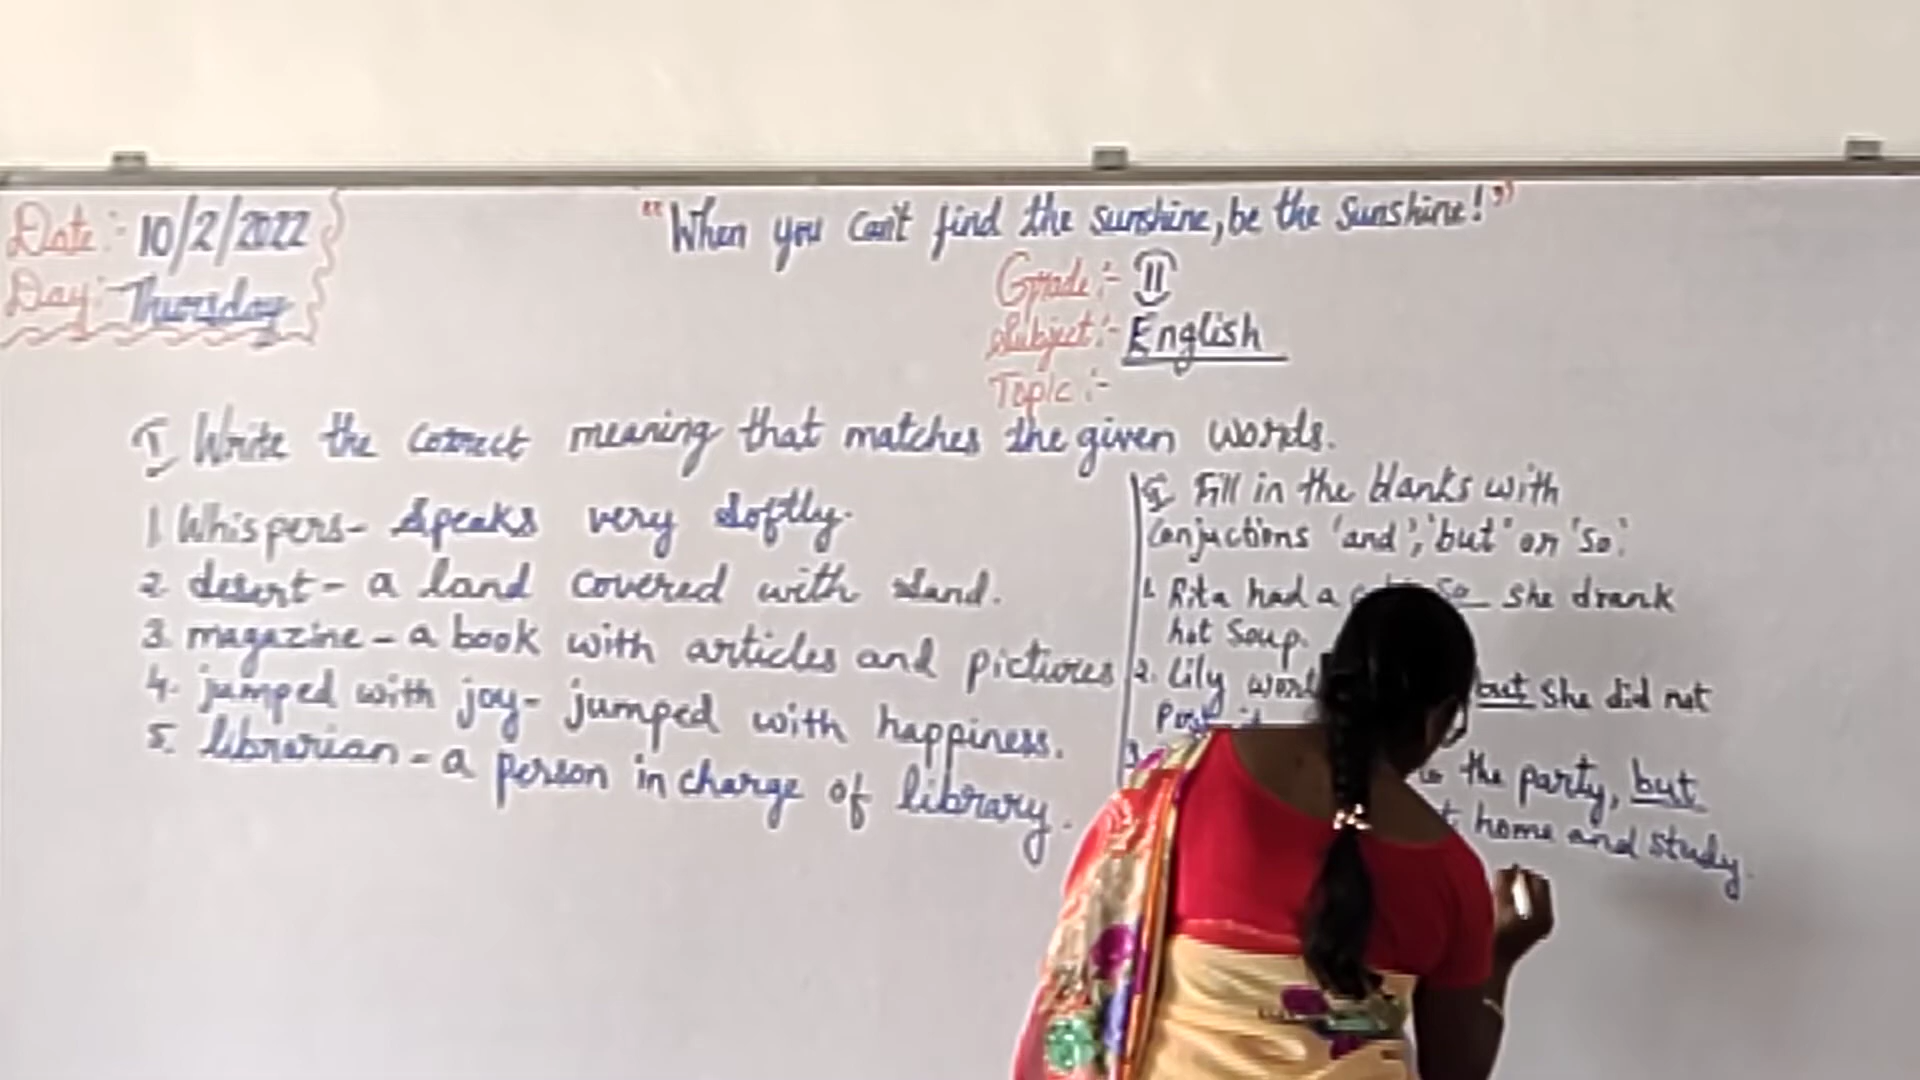 Date:- 10/2/2022
Day:- Thursday
"When you can't find the sunshine, be the Sunshine!"
Grade:- II
Subject:- English
Topic:-
I Write the correct meaning that matches the given words.
1. Whispers- Speaks very Softly.
2. desert- a land covered with sand.
3. magazine - a book with articles and pictures
4. jumped with joy- jumped with happiness.
5. librarian - a person in charge of library.
Fill in the blanks with
Conjuctions 'and', 'but' or 'so'.
1. Rita had a So she drank
hot Soup.
2. Lily but She did not
Post it
3. the party, but
home and study.